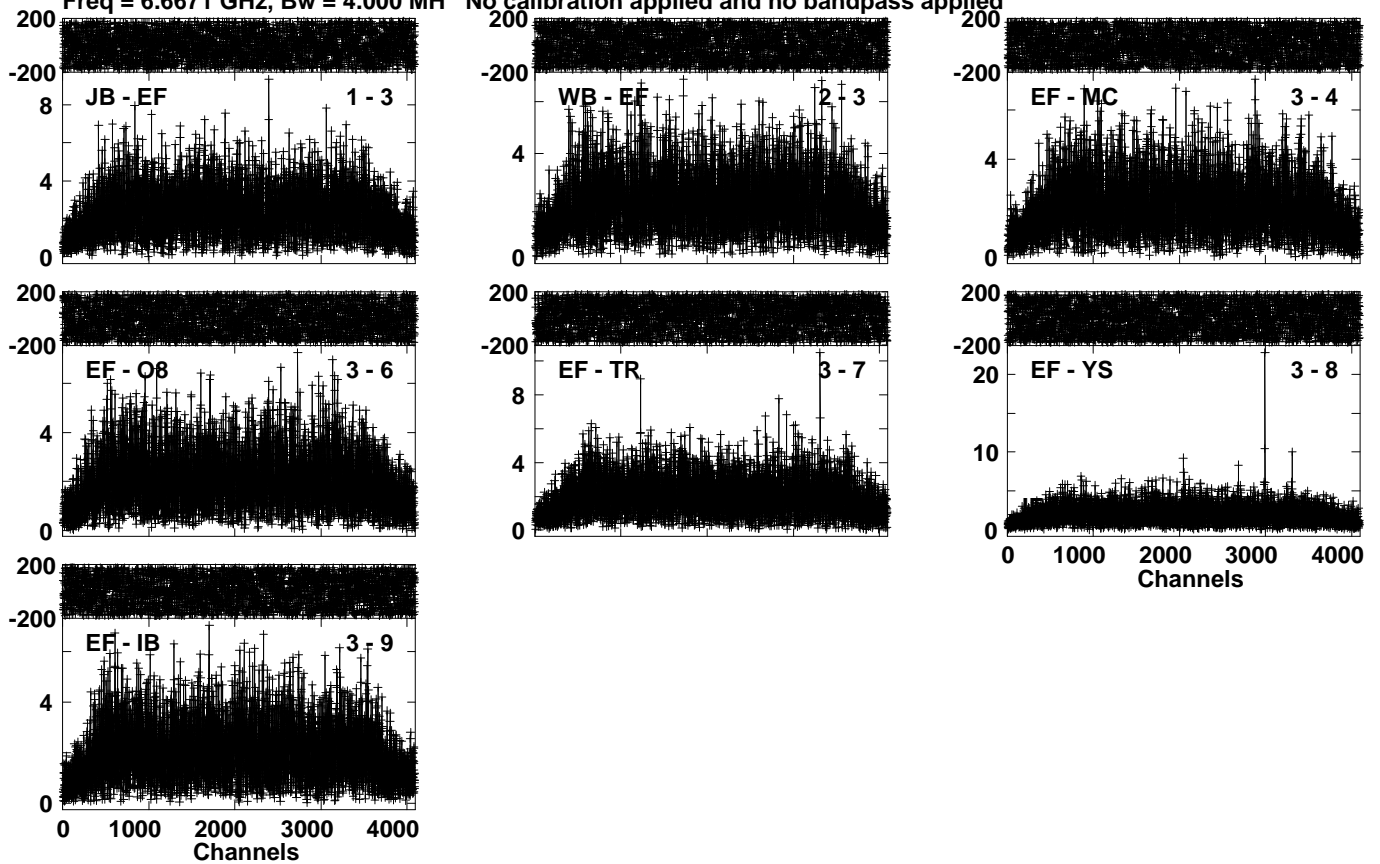 Freq = 6.6671 GHz, Bw = 4.000 MH No calibration applied and no bandpass applied
200 200 200
-200 -200 -200
JB - EF 1 - 3 WB - EF 2 - 3 EF - MC 3 - 4
8
4 4 4
0 0 0
200 200 200
-200 -200 -200
EF - O8 3 - 6 EF - TR 3 - 7 EF - YS 3 - 8
8 20
4 4 10
0 0 0
0 1000 2000 3000 4000
Channels
200
-200
EF - IB 3 - 9
4
0
0 1000 2000 3000 4000
Channels